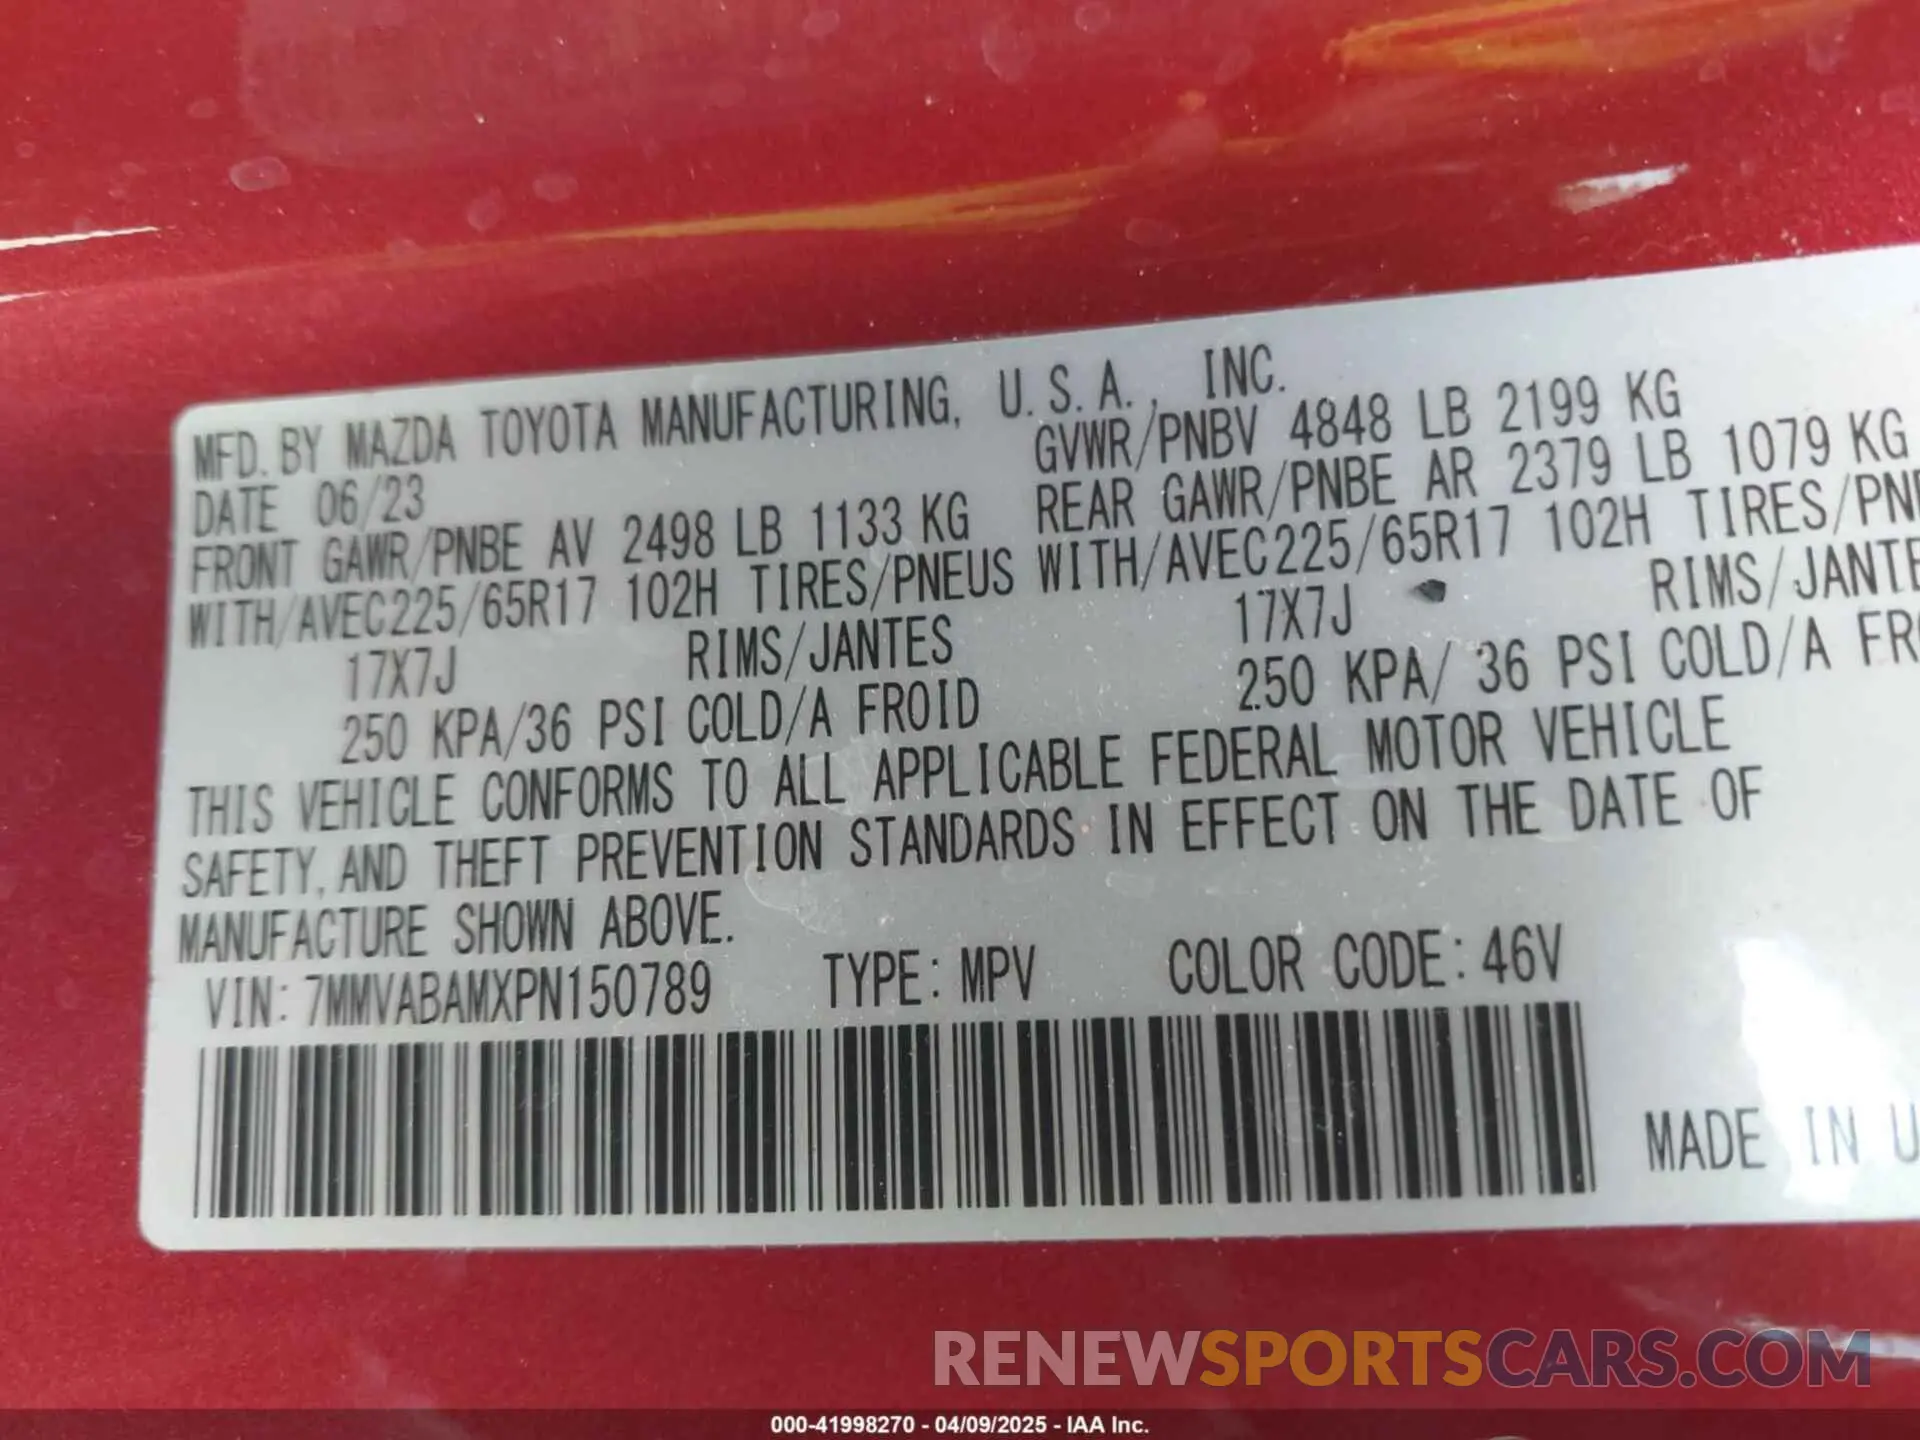 MFD. BY MAZDA TOYOTA MANUFACTURING, U.S.A., INC.
DATE 06/23 GVWR/PNBV 4848 LB 2199 KG
FRONT GAWR/PNBE AV 2498 LB 1133 KG REAR GAWR/PNBE AR 2379 LB 1079 KG
WITH/AVEC225/65R17 102H TIRES/PNEUS WITH/AVEC225/65R17 102H TIRES/PNE
17X7J RIMS/JANTES 17X7J RIMS/JANTE
250 KPA/36 PSI COLD/A FROID 250 KPA/ 36 PSI COLD/A FRO
THIS VEHICLE CONFORMS TO ALL APPLICABLE FEDERAL MOTOR VEHICLE
SAFETY, AND THEFT PREVENTION STANDARDS IN EFFECT ON THE DATE OF
MANUFACTURE SHOWN ABOVE.
VIN: 7MMVABAMXPN150789 TYPE: MPV COLOR CODE: 46V
MADE IN U
RENEWSPORTSCARS.COM
000-41998270 - 04/09/2025 - IAA Inc.